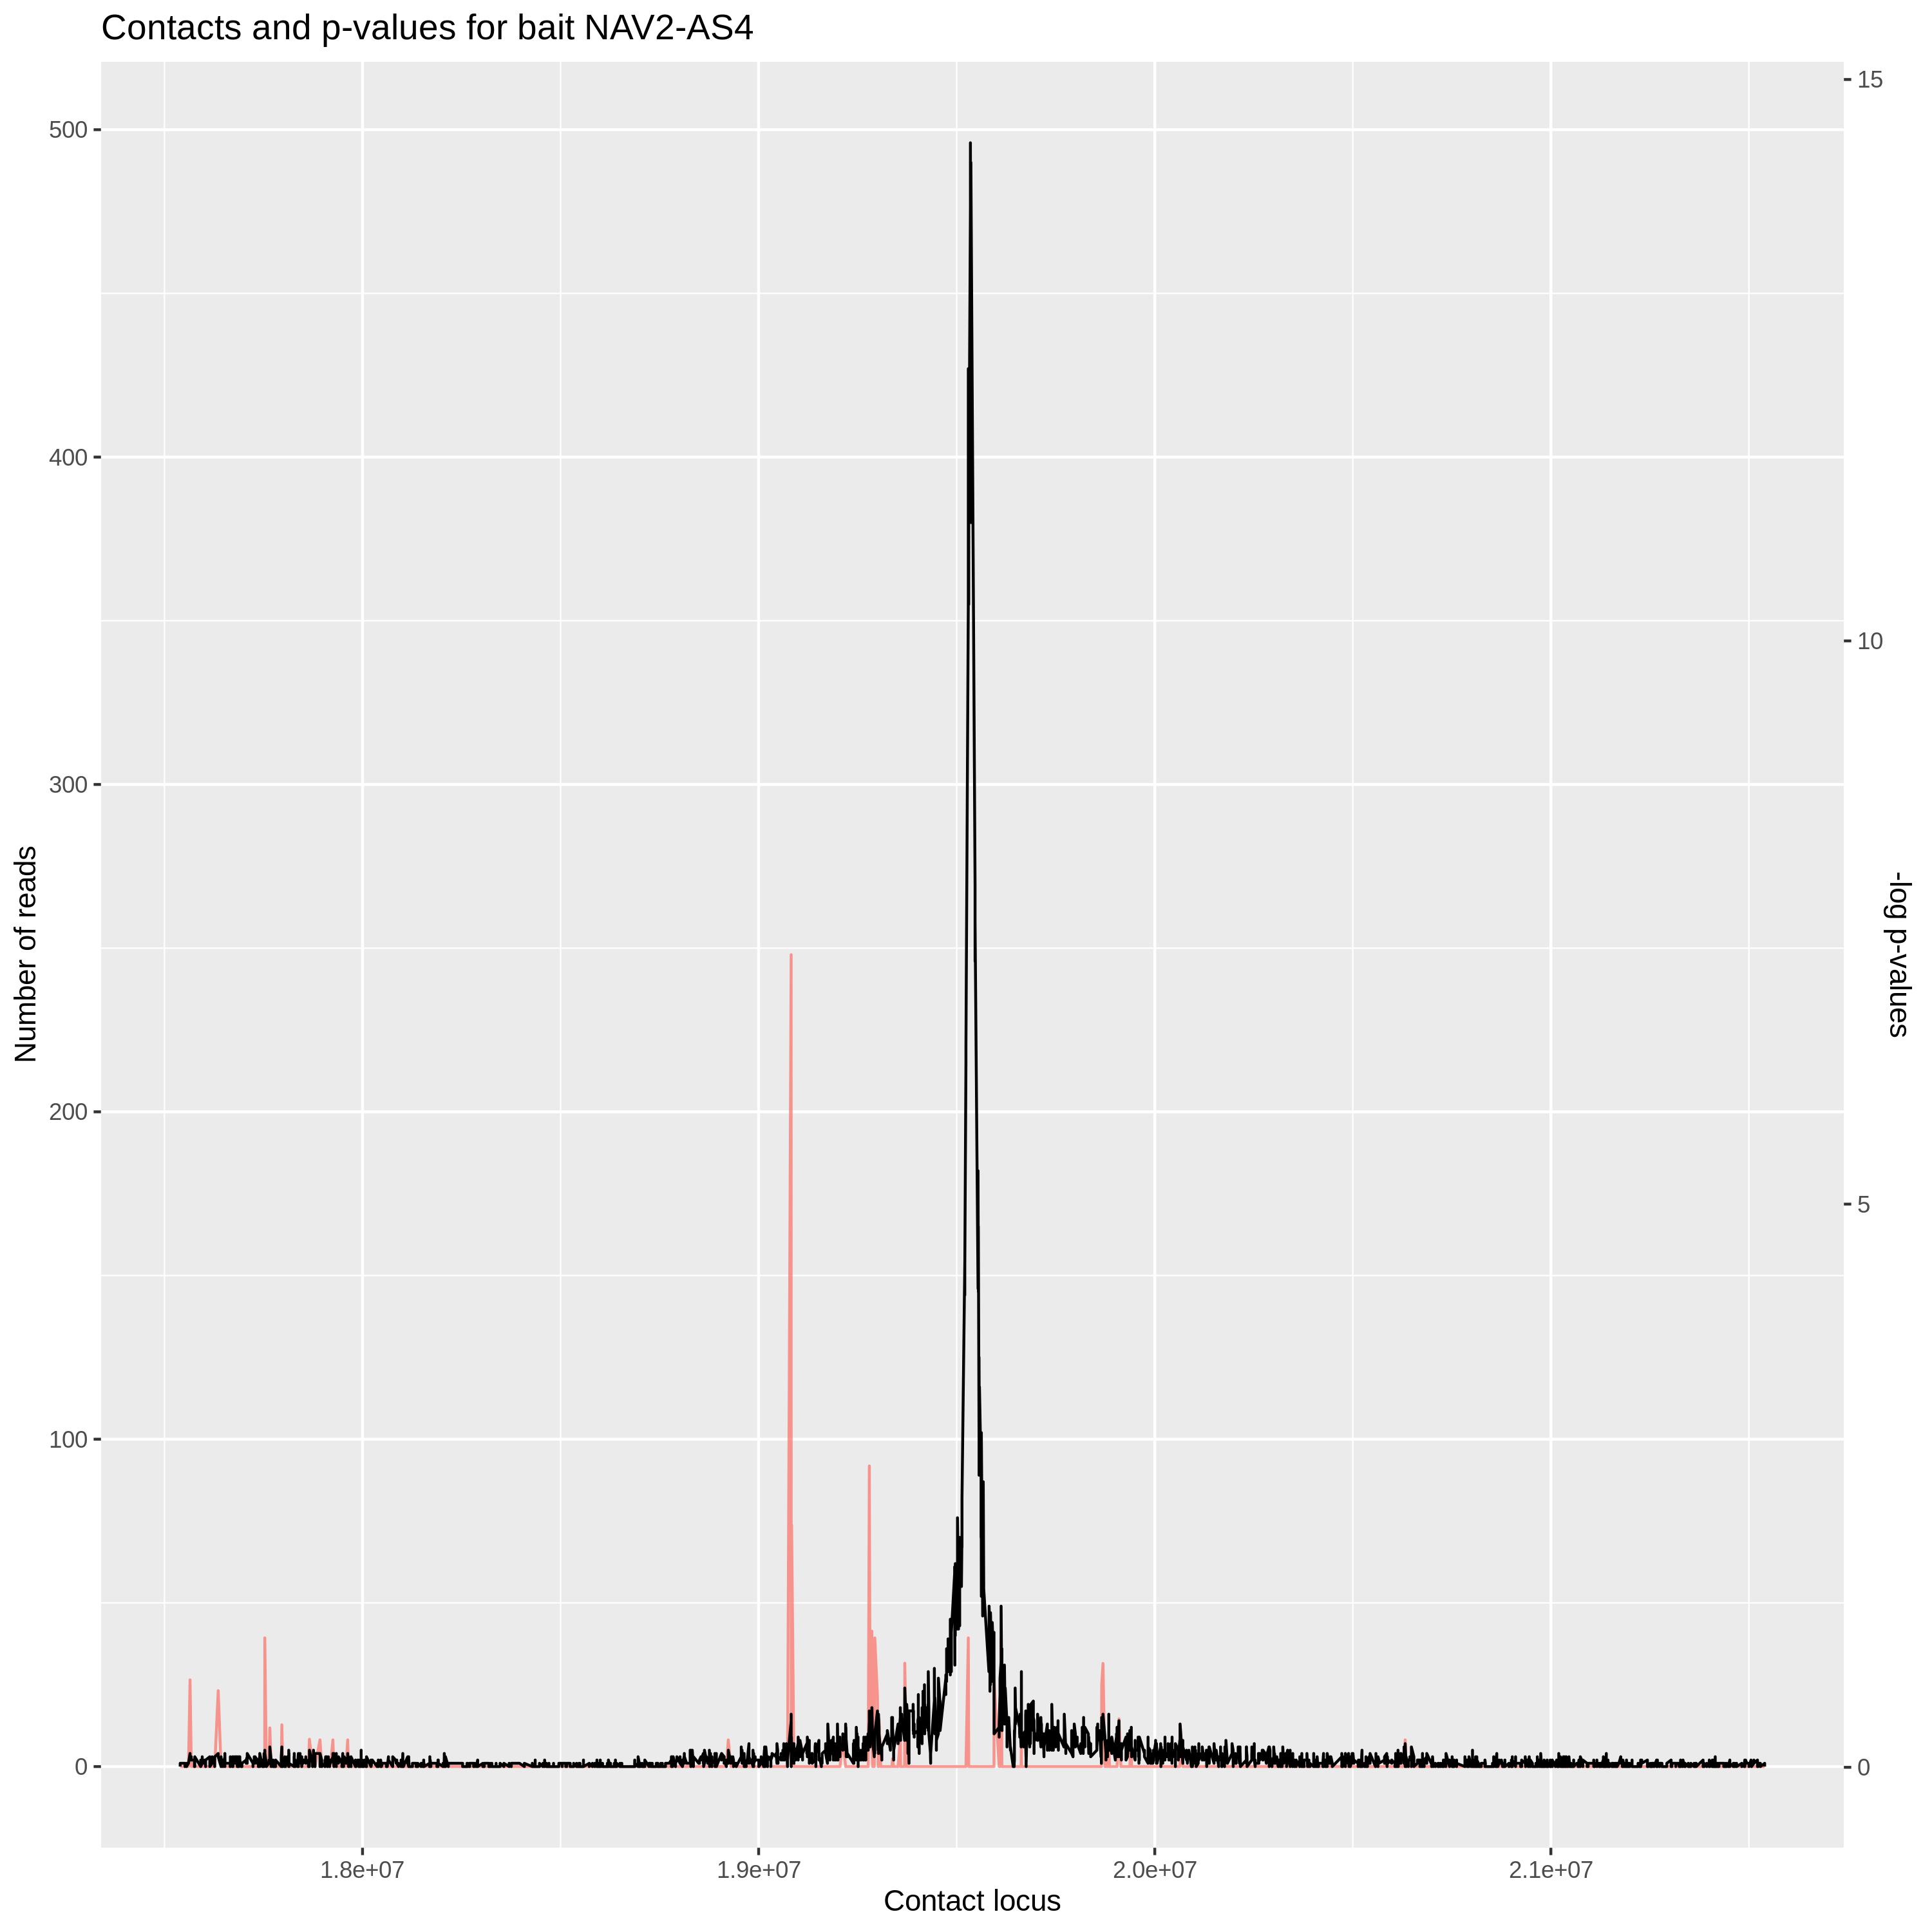 Contacts and p-values for bait NAV2-AS4
500
400
300
200
100
0
Number of reads
15
10
5
0
-log p-values
1.8e+07
1.9e+07
2.0e+07
2.1e+07
Contact locus